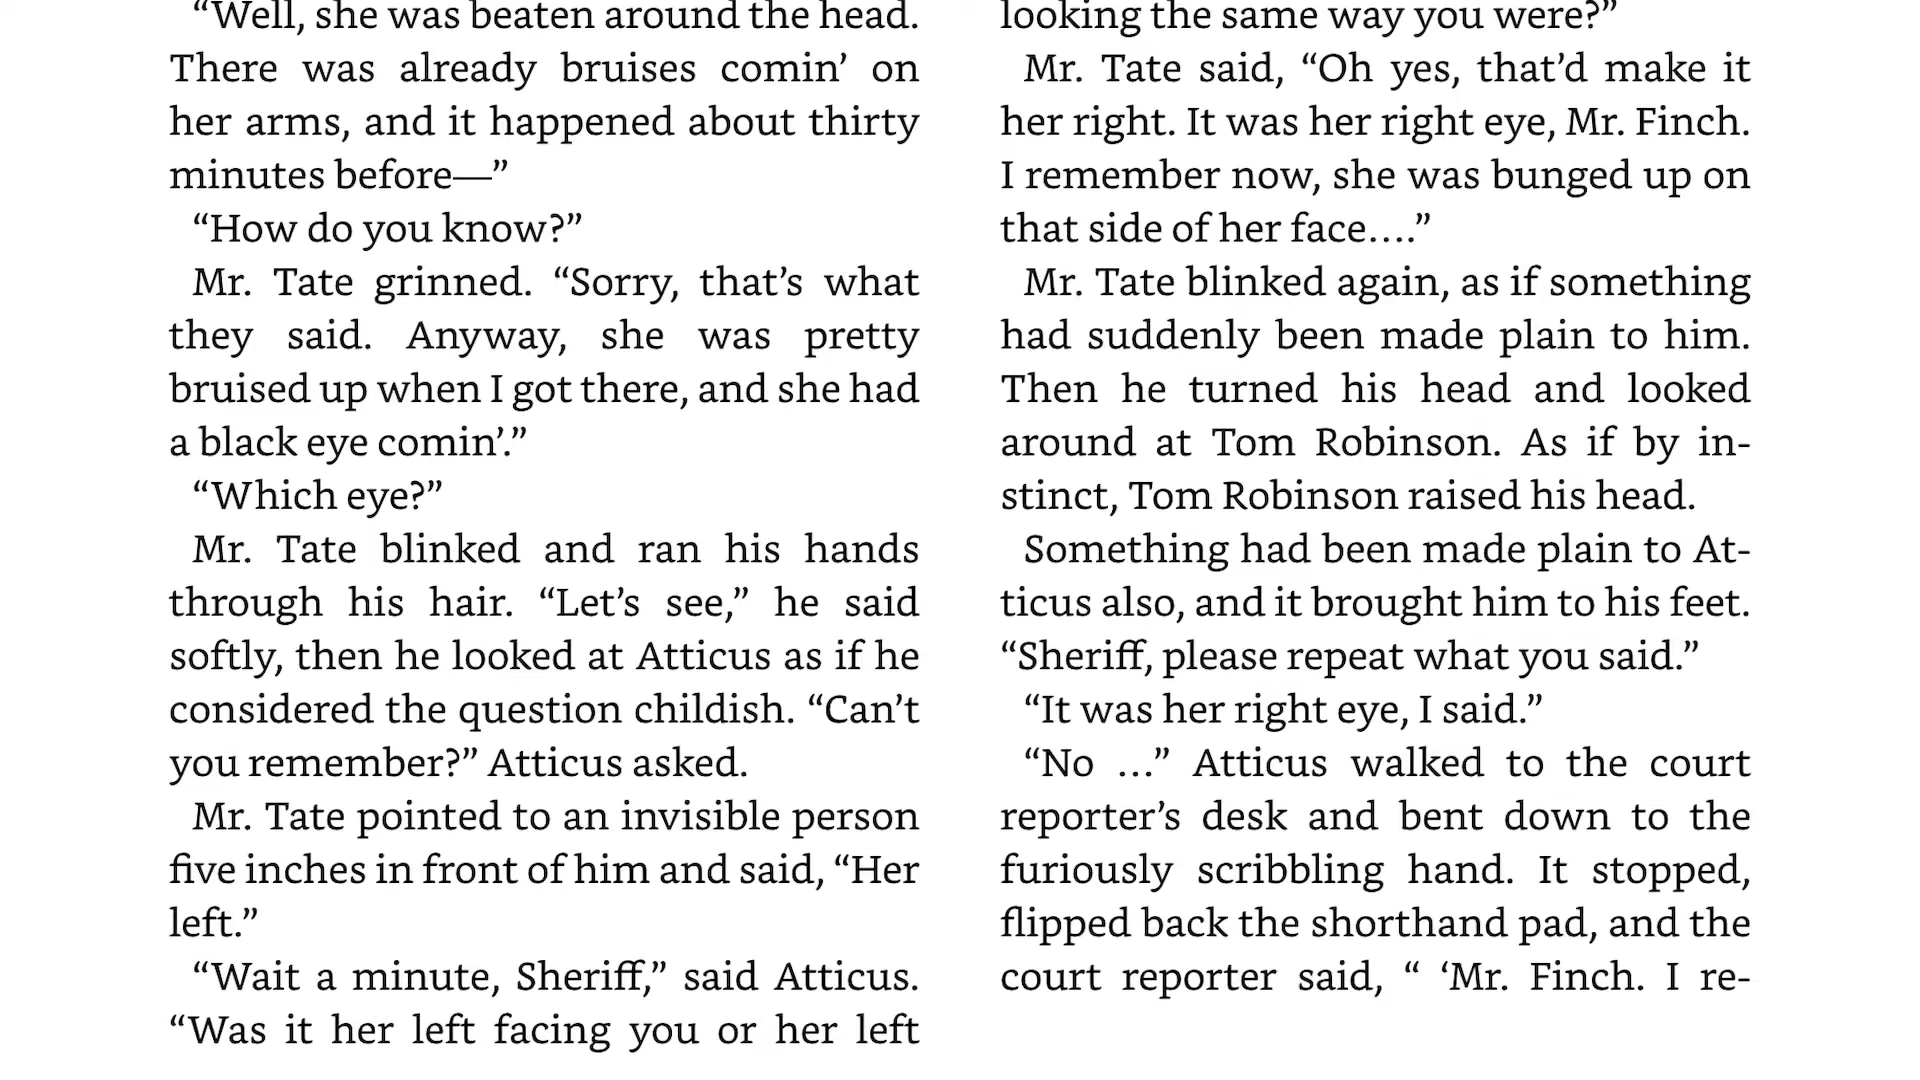 “Well, she was beaten around the head.
There was already bruises comin’ on
her arms, and it happened about thirty
minutes before—”
“How do you know?”
Mr. Tate grinned. “Sorry, that’s what
they said. Anyway, she was pretty
bruised up when I got there, and she had
a black eye comin’.”
“Which eye?”
Mr. Tate blinked and ran his hands
through his hair. “Let’s see,” he said
softly, then he looked at Atticus as if he
considered the question childish. “Can’t
you remember?” Atticus asked.
Mr. Tate pointed to an invisible person
five inches in front of him and said, “Her
left.”
“Wait a minute, Sheriff,” said Atticus.
“Was it her left facing you or her left
looking the same way you were?”
Mr. Tate said, “Oh yes, that’d make it
her right. It was her right eye, Mr. Finch.
I remember now, she was bunged up on
that side of her face....”
Mr. Tate blinked again, as if something
had suddenly been made plain to him.
Then he turned his head and looked
around at Tom Robinson. As if by in-
stinct, Tom Robinson raised his head.
Something had been made plain to At-
ticus also, and it brought him to his feet.
“Sheriff, please repeat what you said.”
“It was her right eye, I said.”
“No ...” Atticus walked to the court
reporter’s desk and bent down to the
furiously scribbling hand. It stopped,
flipped back the shorthand pad, and the
court reporter said, “ ‘Mr. Finch. I re-